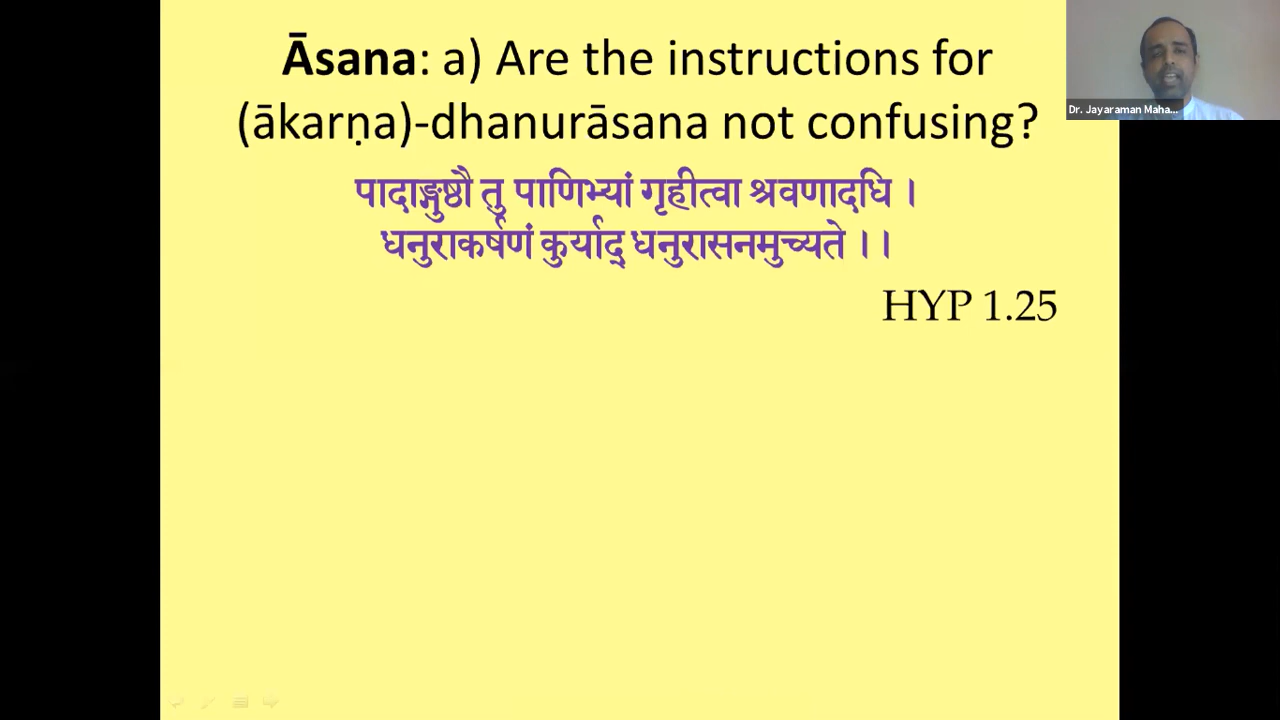 Āsana: a) Are the instructions for
(ākarṇa)-dhanurāsana not confusing?
पादाङ्गुष्ठौ तु पाणिभ्यां गृहीत्वा श्रवणादधि ।
धनुराकर्षणं कुर्याद् धनुरासनमुच्यते ।।
HYP 1.25
Dr. Jayaraman Maha...